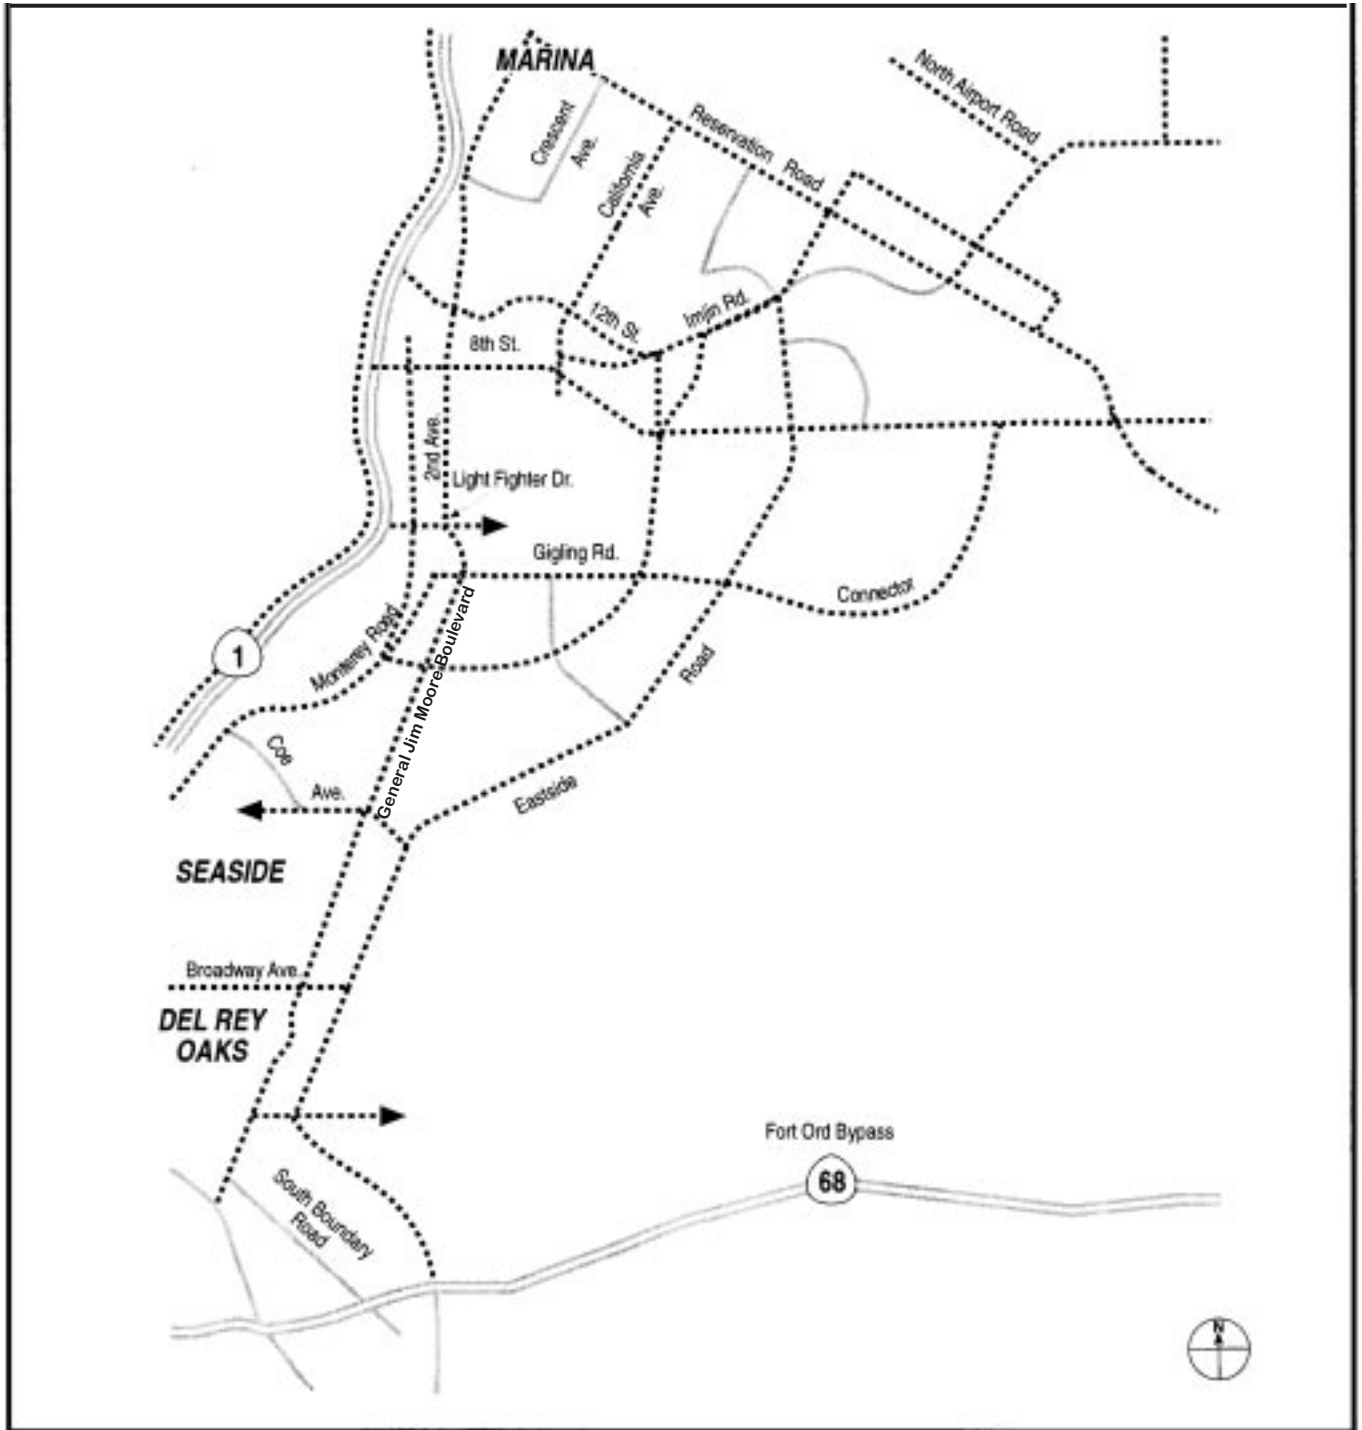 MARINA
North Airport Road
Crescent
Ave.
Reservation Road
California
Ave.
12th St.
Imjin Rd.
8th St.
2nd Ave.
Light Fighter Dr.
Gigling Rd.
Connector
Monterey Road
1
General Jim Moore Boulevard
Road
Coe
Ave.
Eastside
SEASIDE
Broadway Ave.
DEL REY
OAKS
Fort Ord Bypass
68
South Boundary
Road
N